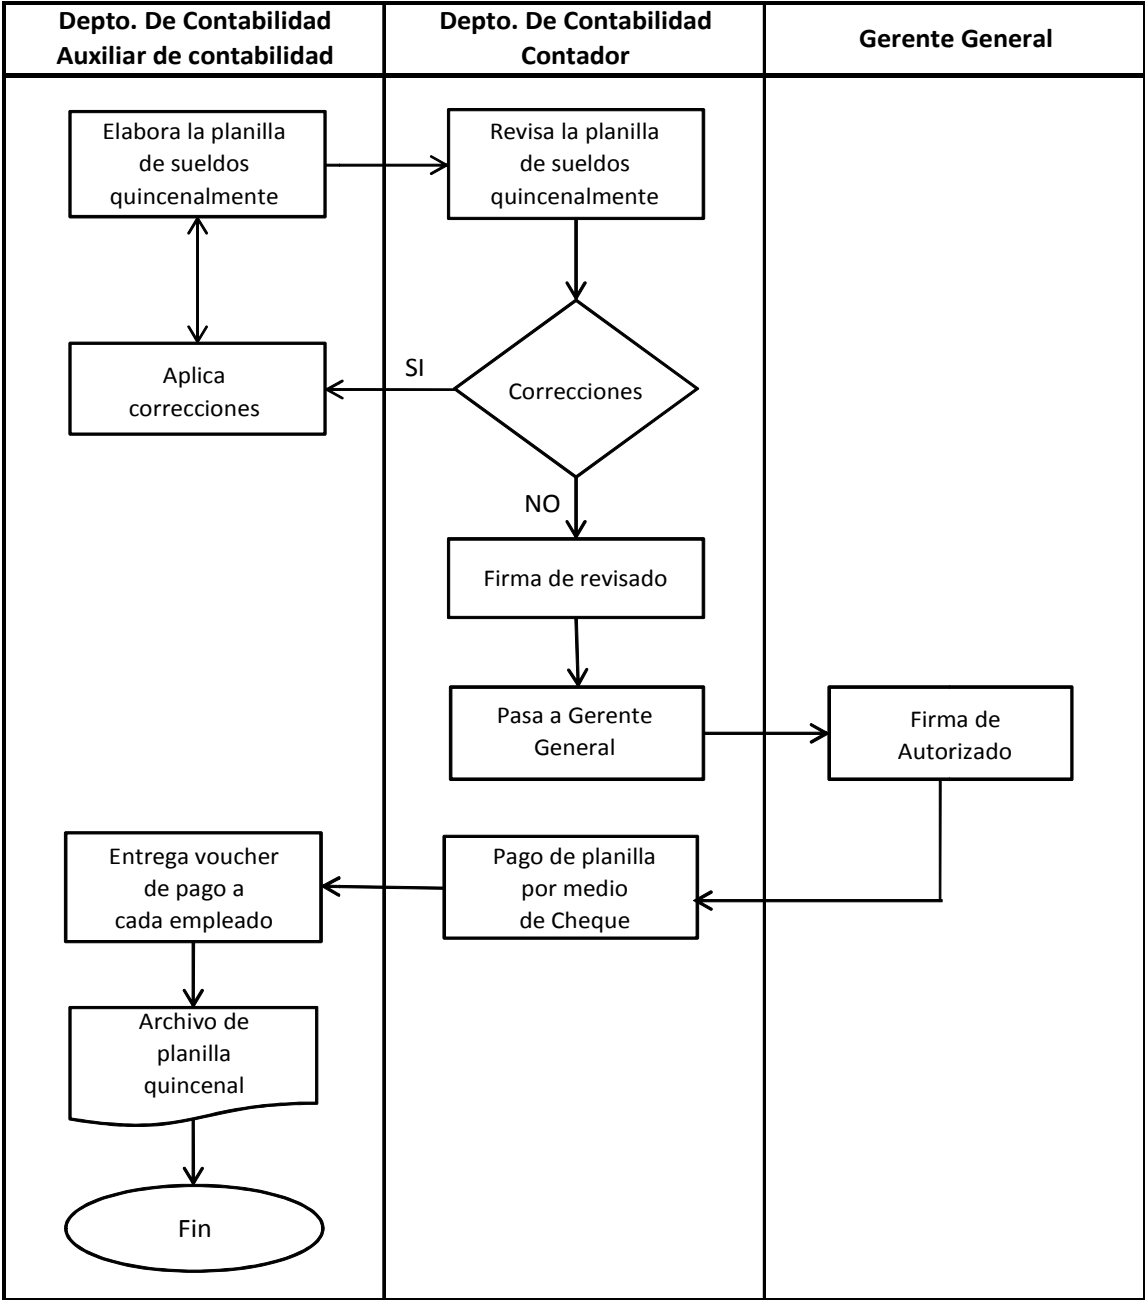 Depto. De Contabilidad
Auxiliar de contabilidad
Depto. De Contabilidad
Contador
Gerente General
Elabora la planilla
de sueldos
quincenalmente
Revisa la planilla
de sueldos
quincenalmente
Aplica
correcciones
SI
Correcciones
NO
Firma de revisado
Pasa a Gerente
General
Firma de
Autorizado
Entrega voucher
de pago a
cada empleado
Pago de planilla
por medio
de Cheque
Archivo de
planilla
quincenal
Fin